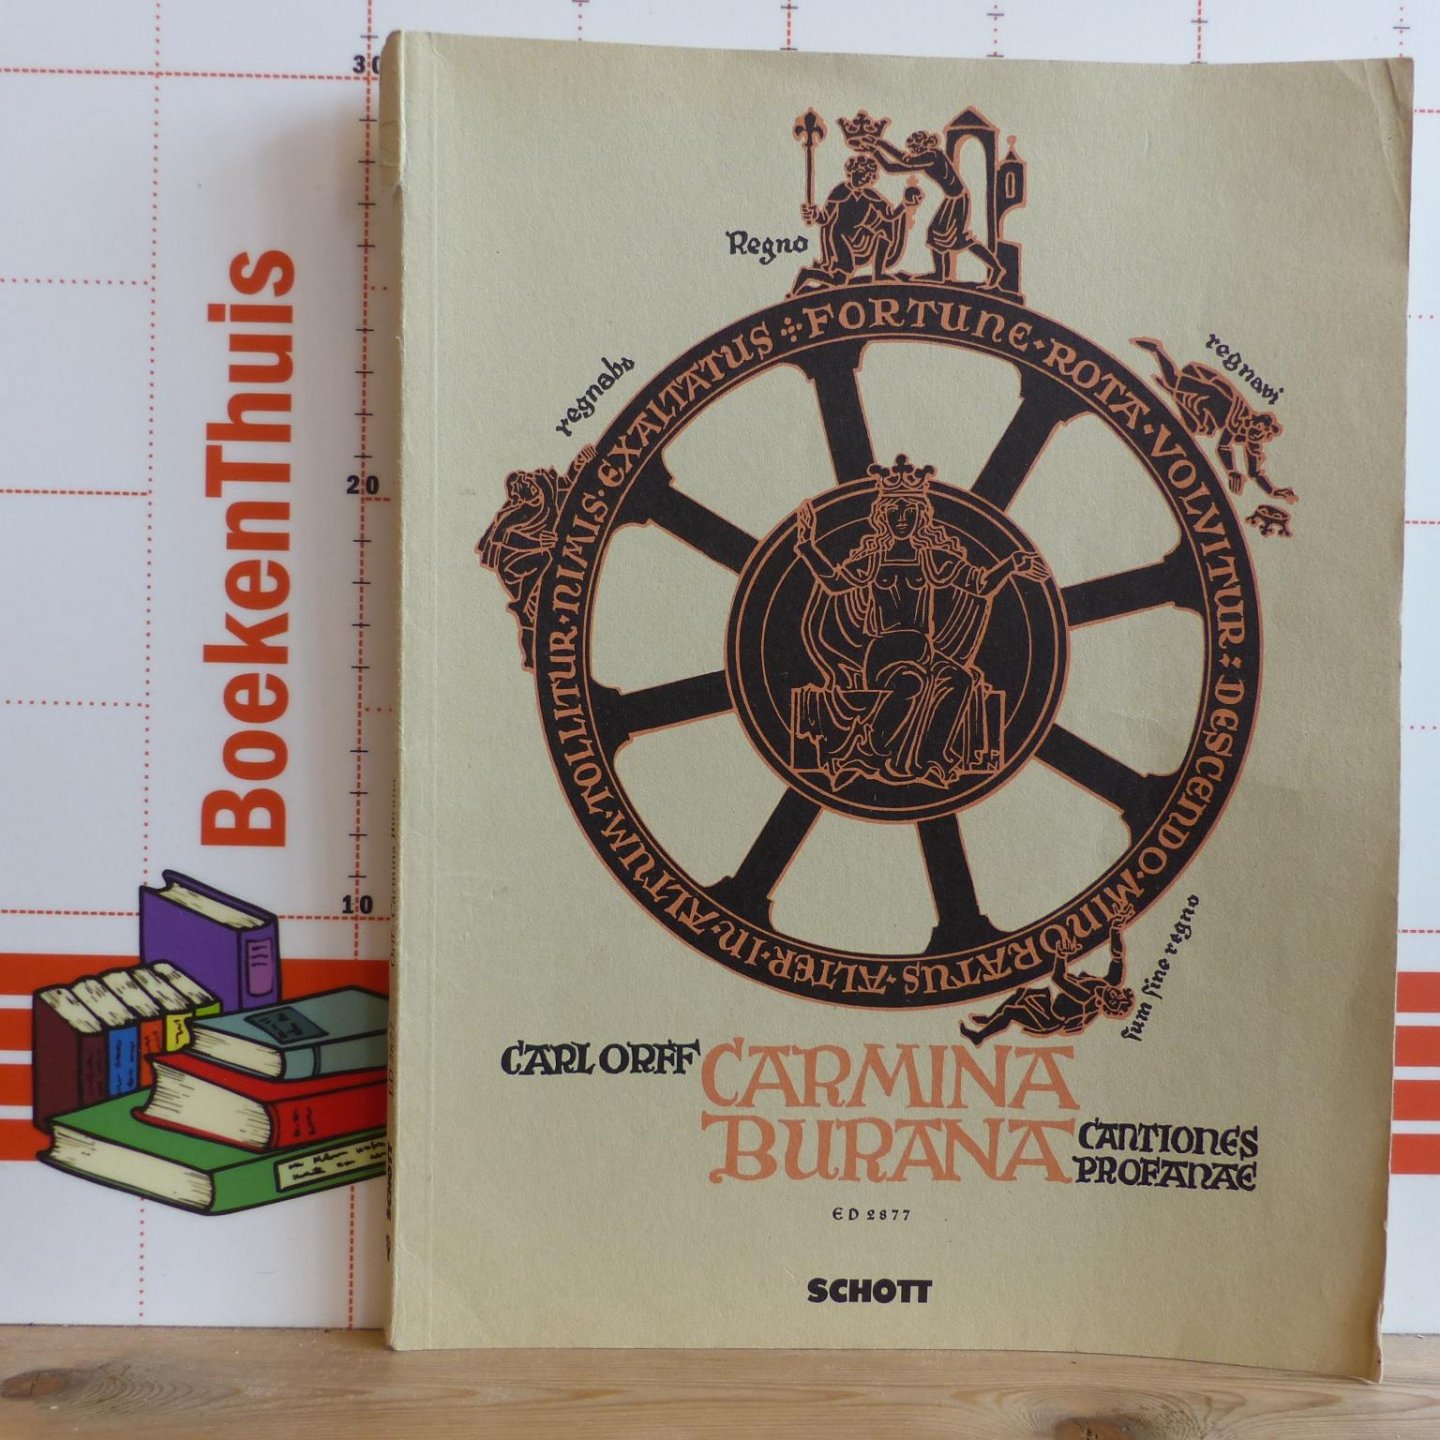 30
20
10
BoekenThuis
Regno
regnabo
regnavi
sum sine regno
FORTUNE · ROTA · VOLVITUR : DESCENDO · MINORATUS · ALTER · IN · ALTUM · TOLLITUR · NIMIS · EXALTATUS
CARL ORFF
CARMINA
BURANA
CANTIONES
PROFANAE
ED 2877
SCHOTT
SCHOTT